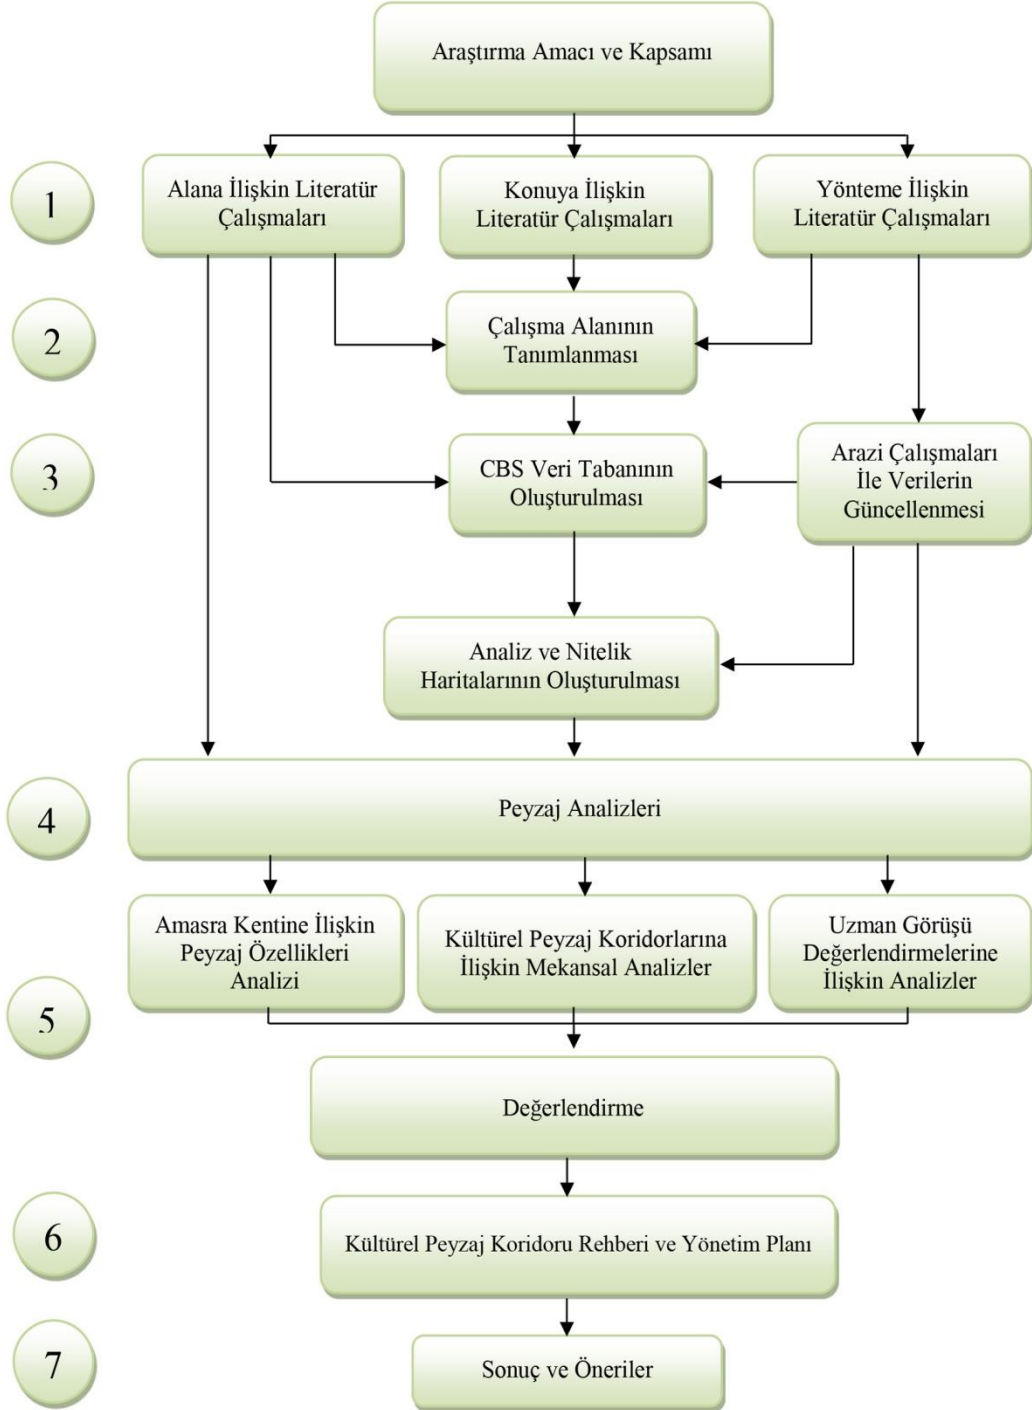 Araştırma Amacı ve Kapsamı
1
Alana İlişkin Literatür
Çalışmaları
Konuya İlişkin
Literatür Çalışmaları
Yönteme İlişkin
Literatür Çalışmaları
2
Çalışma Alanının
Tanımlanması
3
CBS Veri Tabanının
Oluşturulması
Arazi Çalışmaları
İle Verilerin
Güncellenmesi
Analiz ve Nitelik
Haritalarının Oluşturulması
4
Peyzaj Analizleri
Amasra Kentine İlişkin
Peyzaj Özellikleri
Analizi
Kültürel Peyzaj Koridorlarına
İlişkin Mekansal Analizler
Uzman Görüşü
Değerlendirmelerine
İlişkin Analizler
5
Değerlendirme
6
Kültürel Peyzaj Koridoru Rehberi ve Yönetim Planı
7
Sonuç ve Öneriler